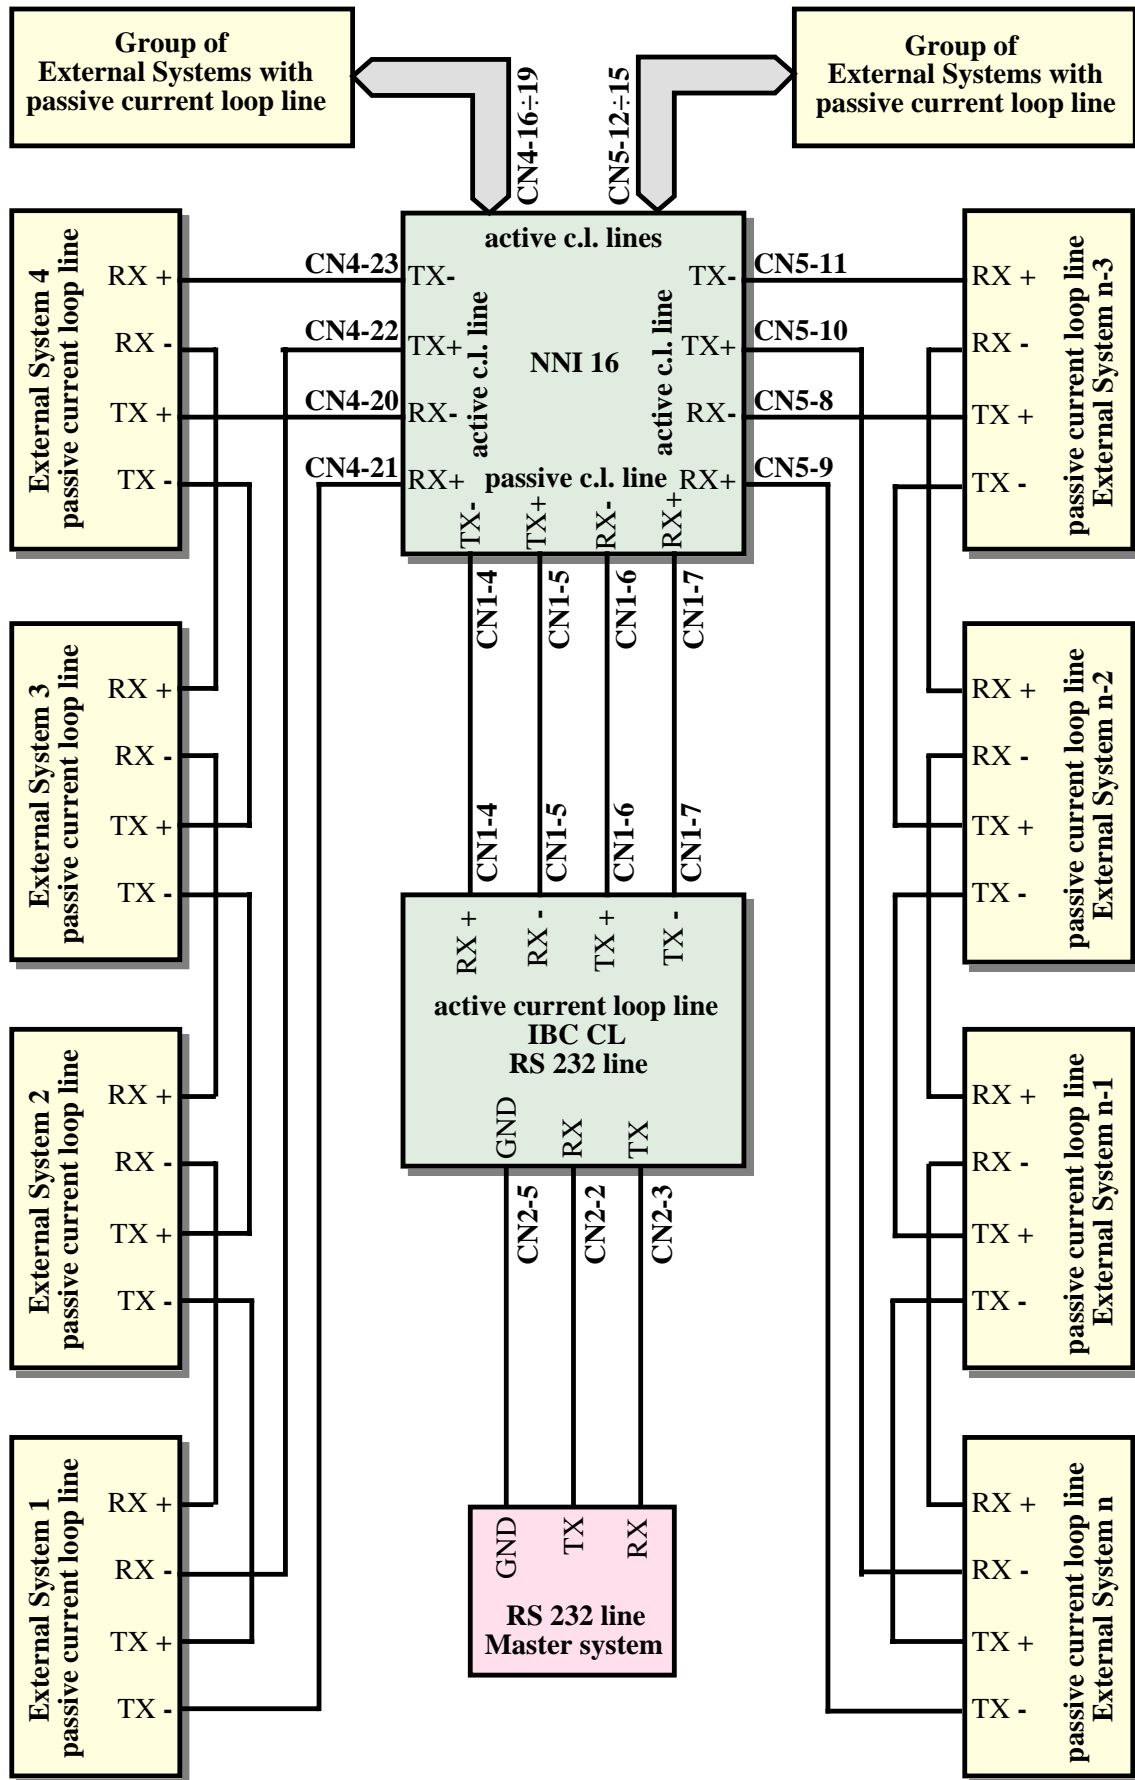 Group of
External Systems with
passive current loop line
CN4-16÷19
CN5-12÷15
Group of
External Systems with
passive current loop line
External System 4
passive current loop line
RX +
RX -
TX +
TX -
CN4-23
CN4-22
CN4-20
CN4-21
active c.l. lines
TX-
TX+
RX-
RX+
active c.l. line
NNI 16
active c.l. line
TX-
TX+
RX-
RX+
passive c.l. line
TX-
TX+
RX-
RX+
CN5-11
CN5-10
CN5-8
CN5-9
RX +
RX -
TX +
TX -
passive current loop line
External System n-3
CN1-4
CN1-5
CN1-6
CN1-7
External System 3
passive current loop line
RX +
RX -
TX +
TX -
RX +
RX -
TX +
TX -
passive current loop line
External System n-2
CN1-4
CN1-5
CN1-6
CN1-7
RX +
RX -
TX +
TX -
active current loop line
IBC CL
RS 232 line
GND
RX
TX
External System 2
passive current loop line
RX +
RX -
TX +
TX -
RX +
RX -
TX +
TX -
passive current loop line
External System n-1
CN2-5
CN2-2
CN2-3
External System 1
passive current loop line
RX +
RX -
TX +
TX -
GND
TX
RX
RS 232 line
Master system
RX +
RX -
TX +
TX -
passive current loop line
External System n